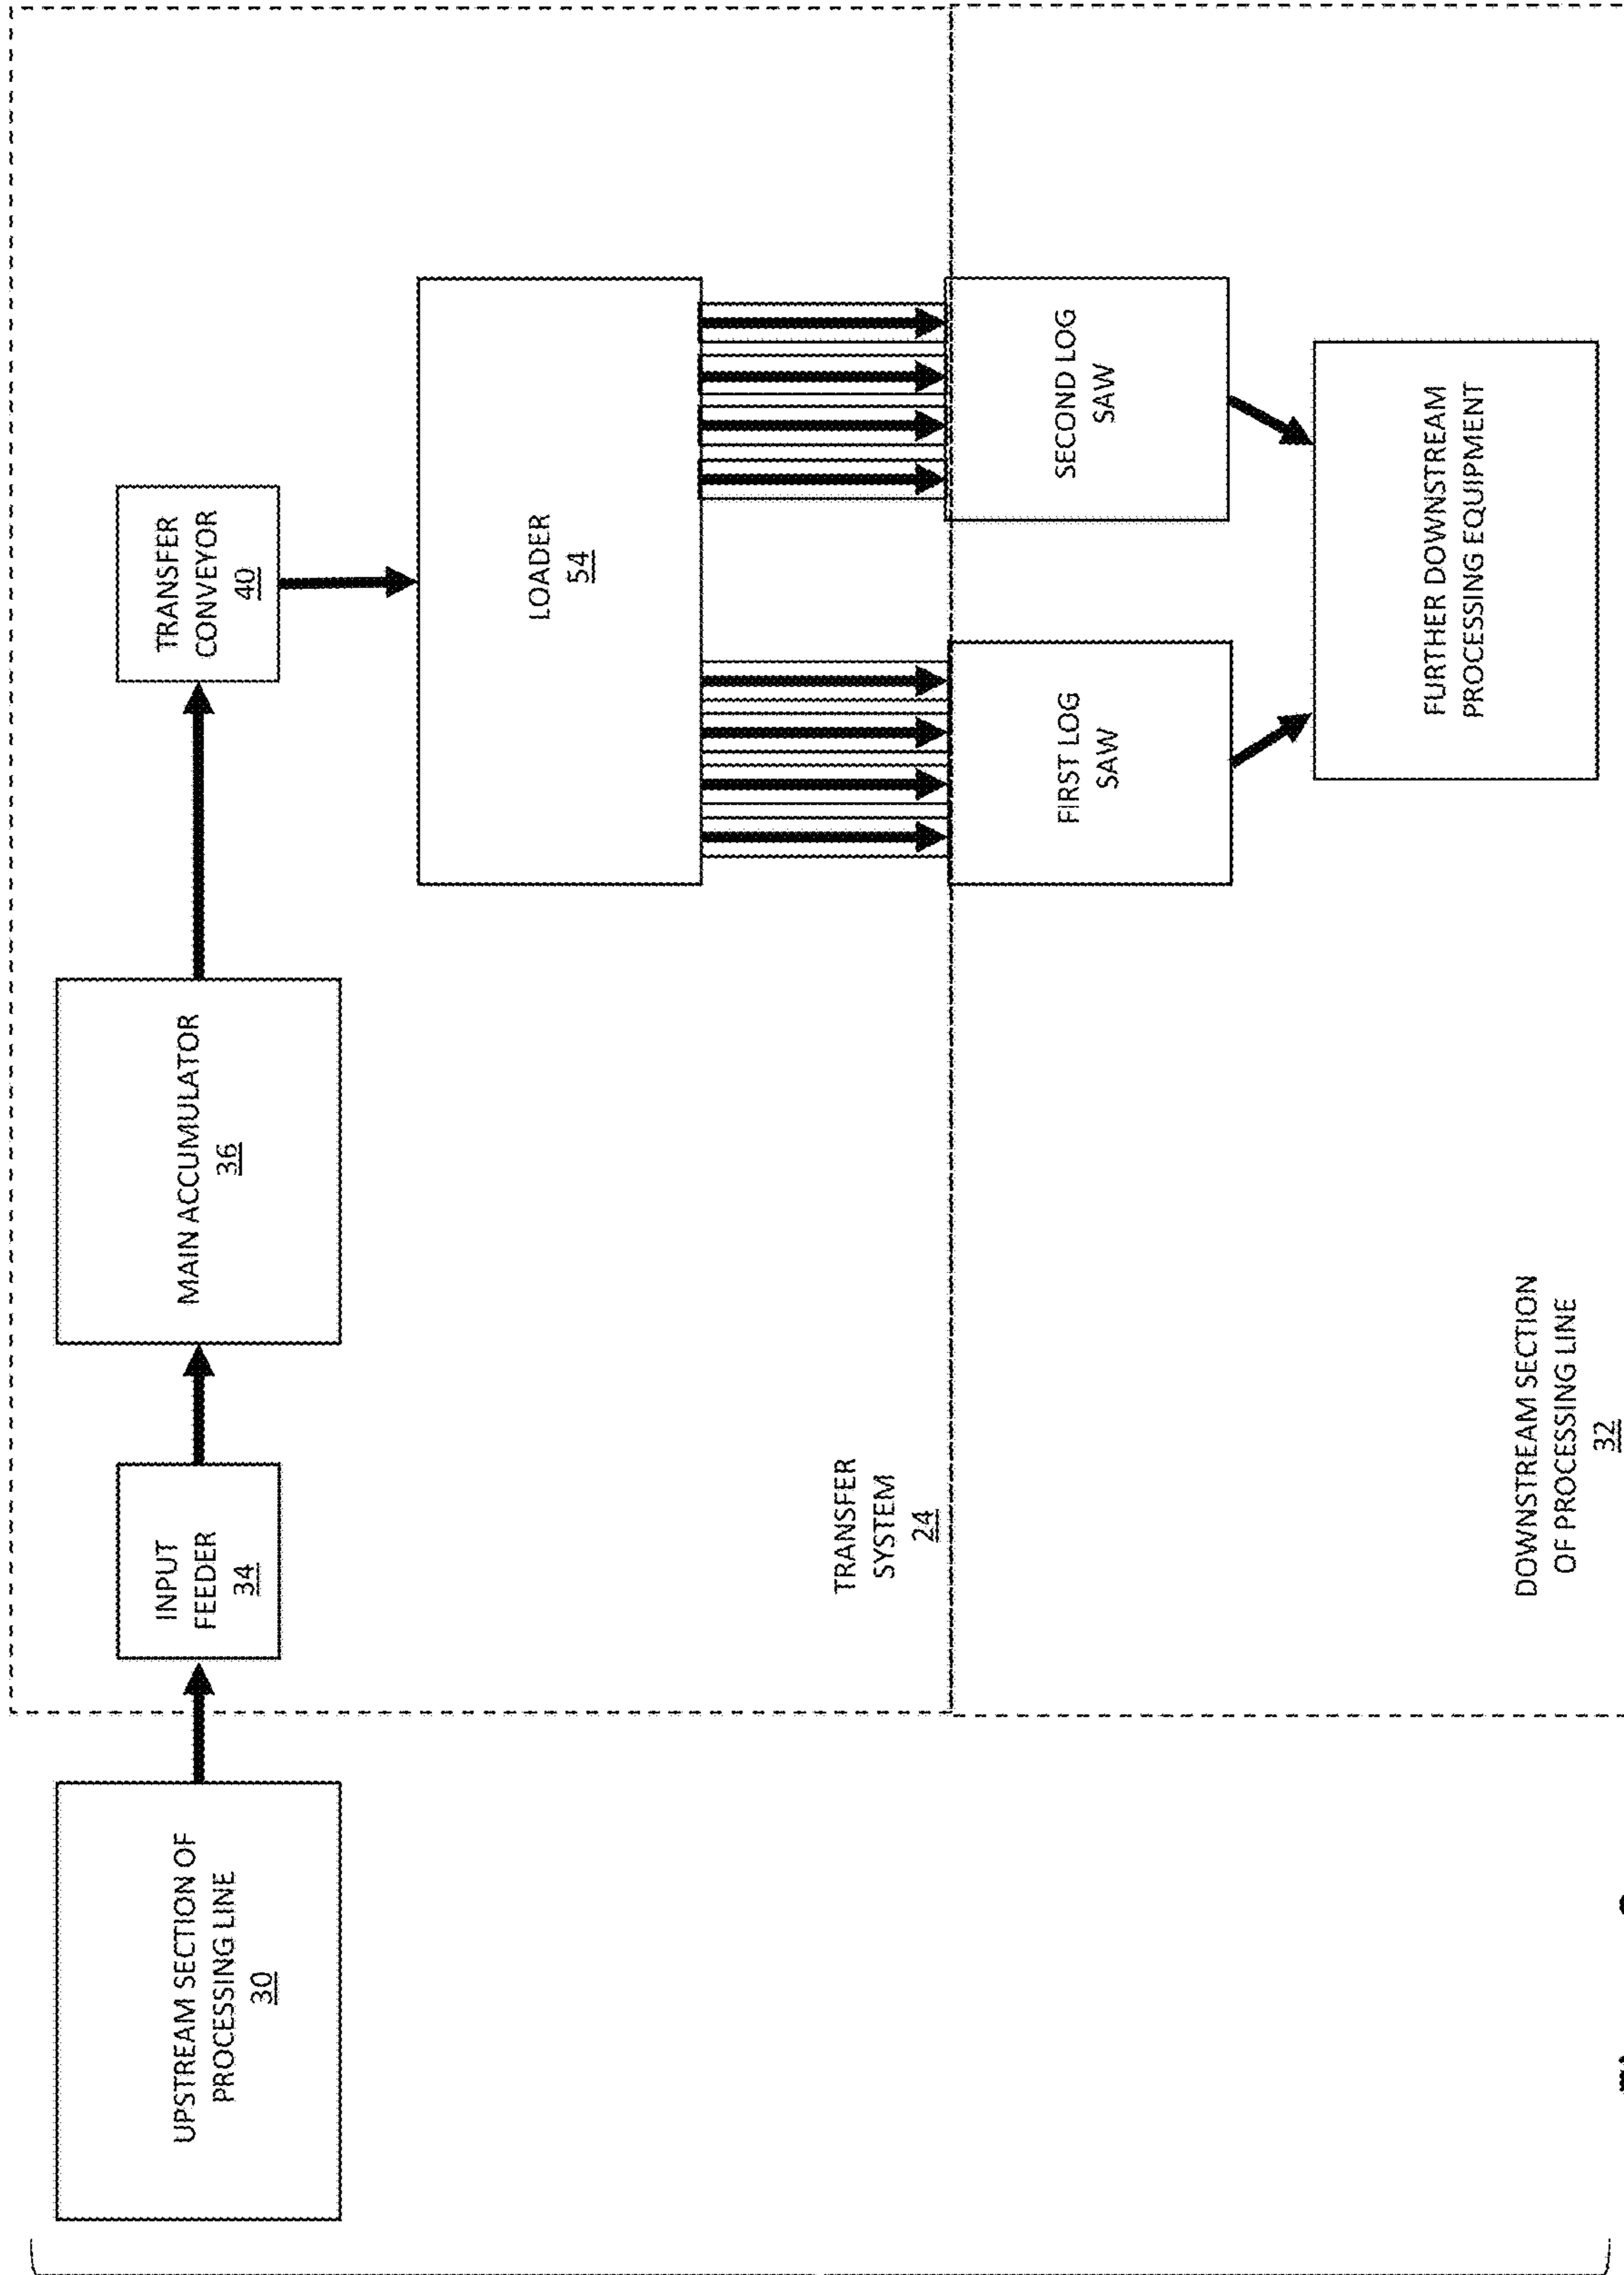 UPSTREAM SECTION OF
PROCESSING LINE
30
INPUT
FEEDER
34
MAIN ACCUMULATOR
36
TRANSFER
CONVEYOR
40
LOADER
54
TRANSFER
SYSTEM
24
FIRST LOG
SAW
SECOND LOG
SAW
FURTHER DOWNSTREAM
PROCESSING EQUIPMENT
DOWNSTREAM SECTION
OF PROCESSING LINE
32